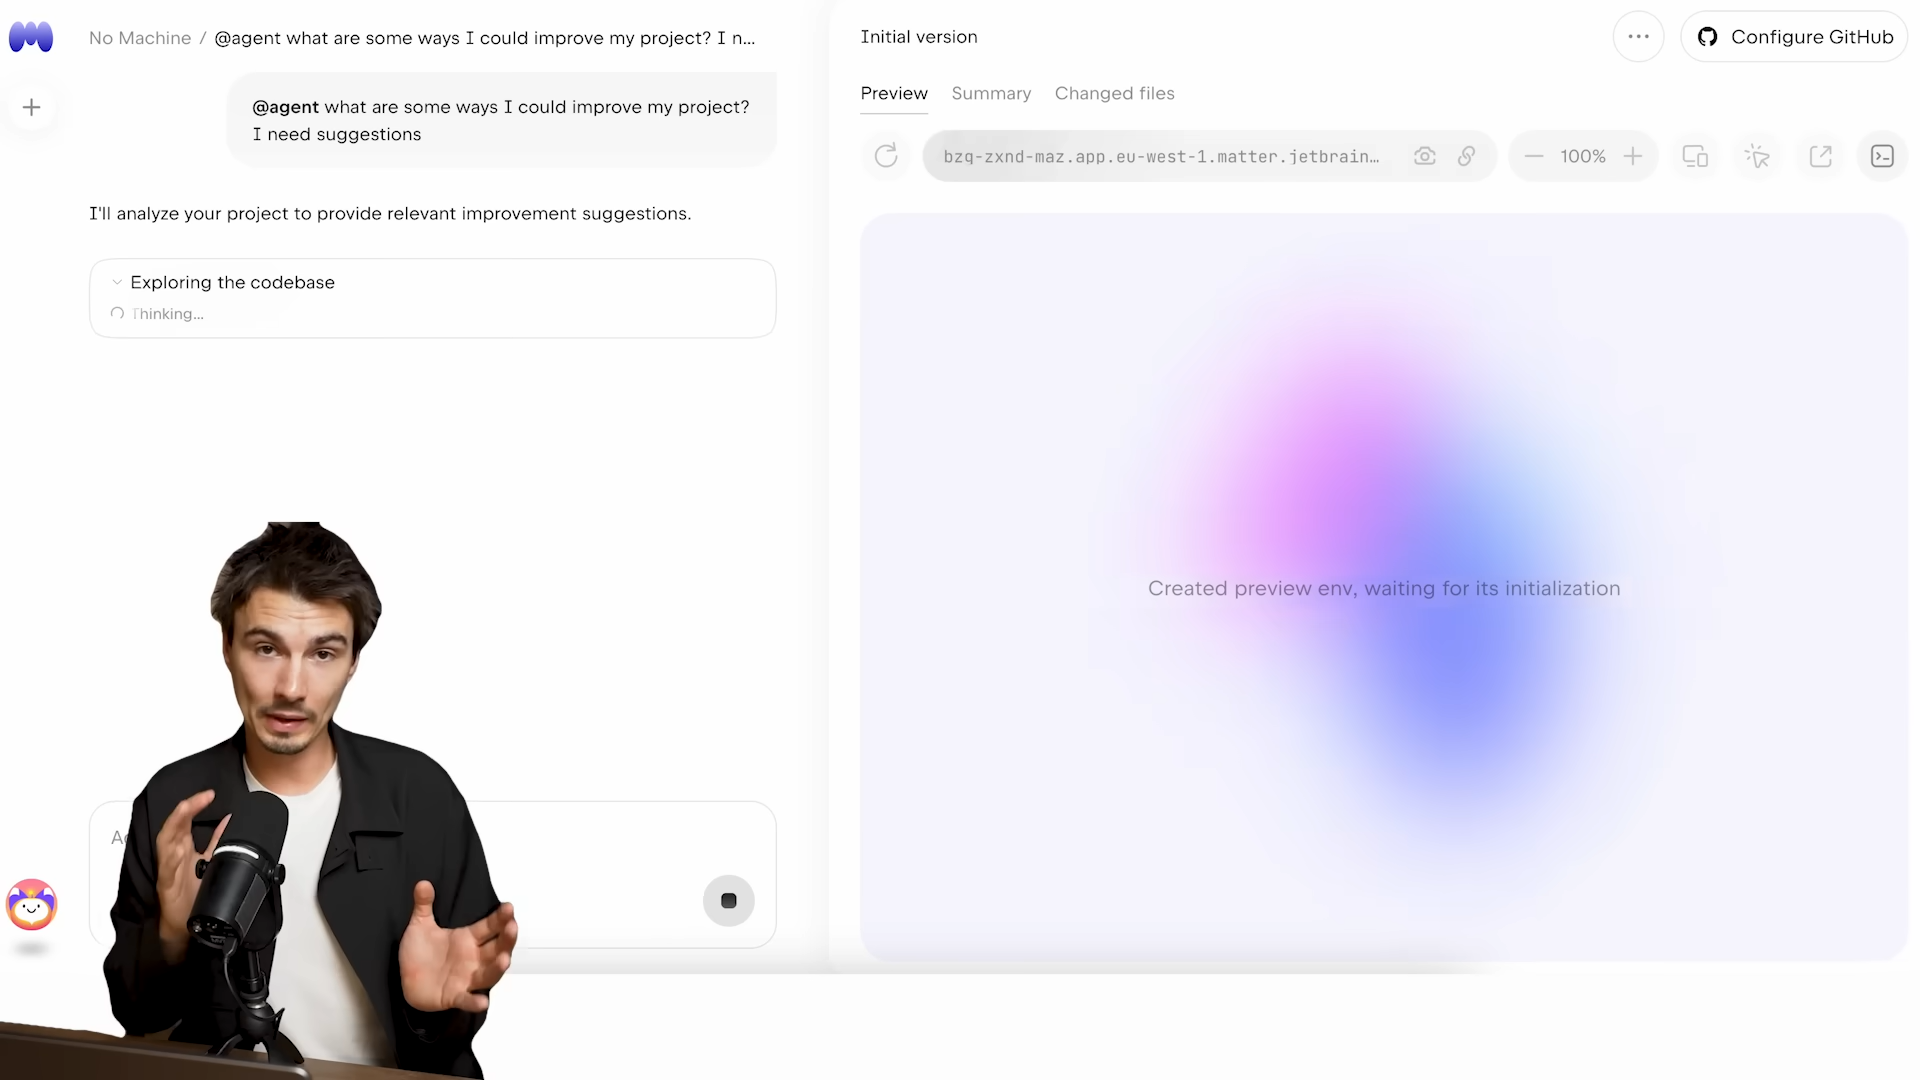 No Machine / @agent what are some ways I could improve my project? I n...
@agent what are some ways I could improve my project?
I need suggestions
I'll analyze your project to provide relevant improvement suggestions.
Exploring the codebase
Thinking...
Initial version
Configure GitHub
Preview Summary Changed files
bzq-zxnd-maz.app.eu-west-1.matter.jetbrain...
100%
Created preview env, waiting for its initialization